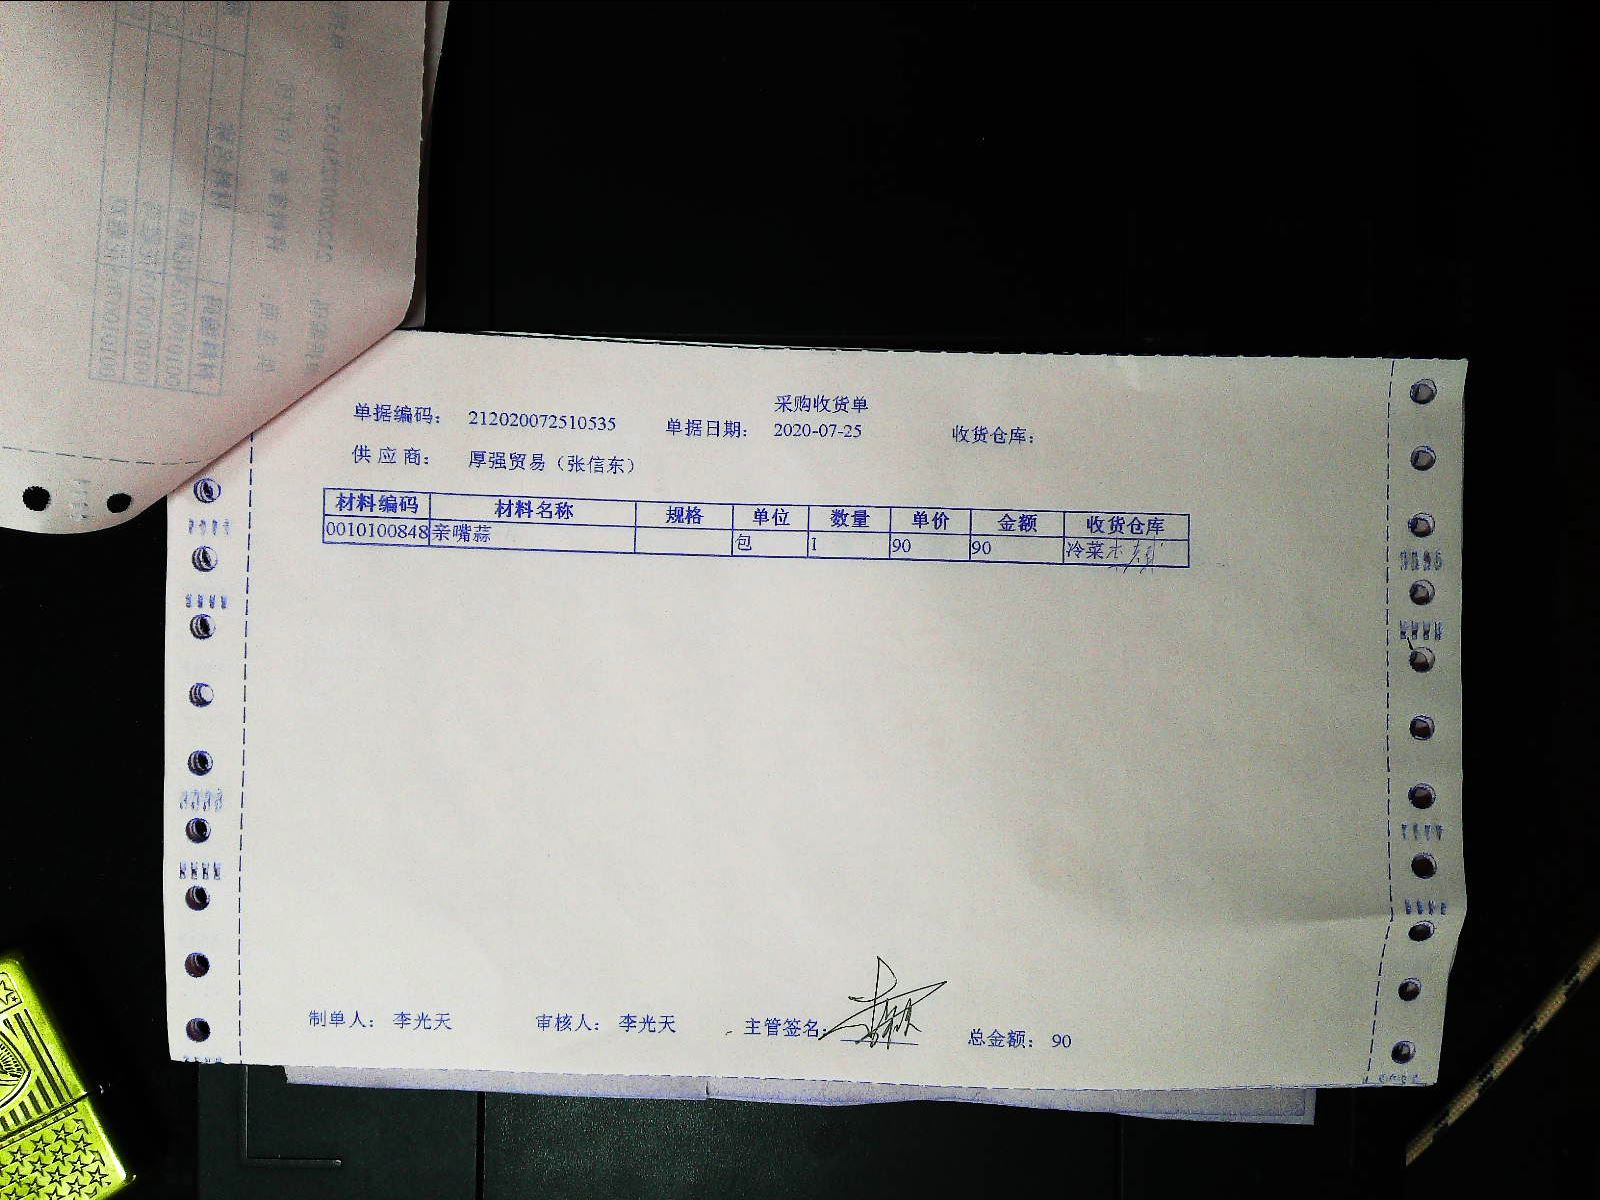 采购收货单
单据编码： 212020072510535 单据日期： 2020-07-25 收货仓库：
供应商： 厚强贸易（张信东）
材料编码 材料名称 规格 单位 数量 单价 金额 收货仓库
0010100848 亲嘴蒜 包 1 90 90 冷菜
制单人： 李光天 审核人： 李光天 主管签名： 总金额： 90